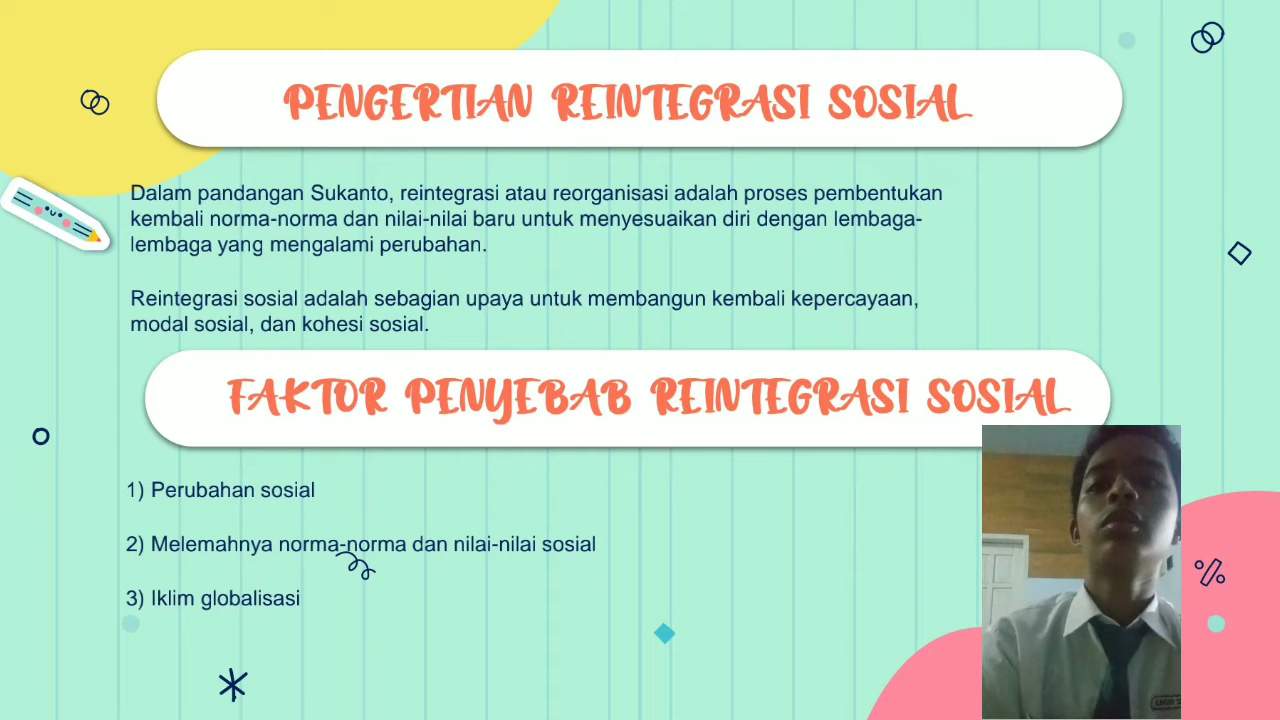 PENGERTIAN REINTEGRASI SOSIAL
Dalam pandangan Sukanto, reintegrasi atau reorganisasi adalah proses pembentukan
kembali norma-norma dan nilai-nilai baru untuk menyesuaikan diri dengan lembaga-
lembaga yang mengalami perubahan.
Reintegrasi sosial adalah sebagian upaya untuk membangun kembali kepercayaan,
modal sosial, dan kohesi sosial.
FAKTOR PENYEBAB REINTEGRASI SOSIAL
1) Perubahan sosial
2) Melemahnya norma-norma dan nilai-nilai sosial
3) Iklim globalisasi